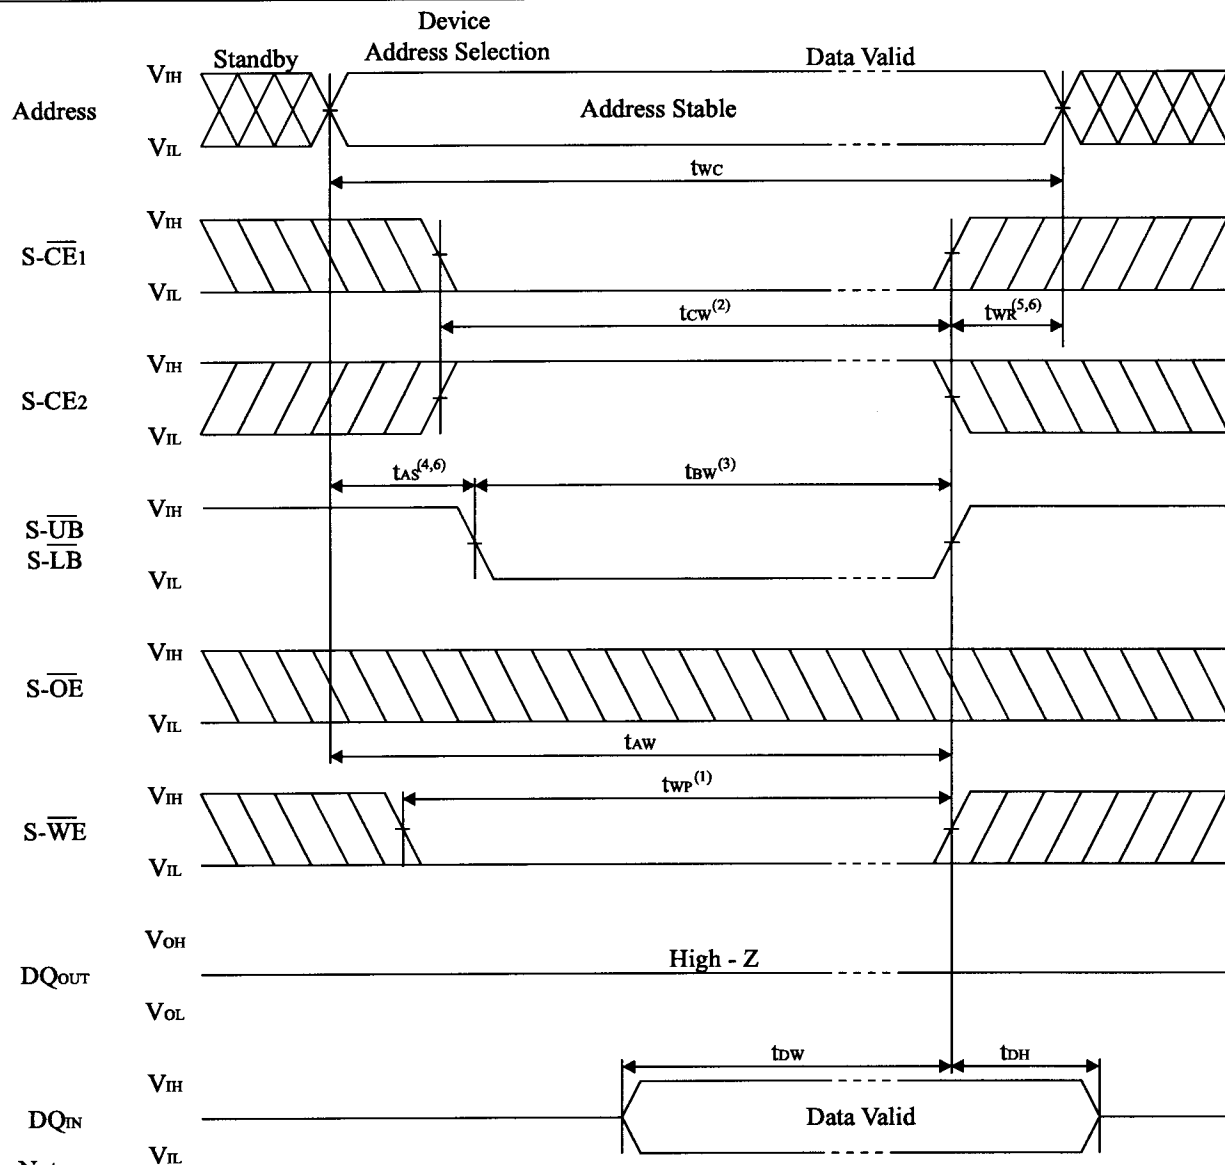 Device
Standby Address Selection Data Valid
VIH
Address Address Stable
VIL
tWC
VIH
S-CE1
VIL
tCW(2) tWR(5,6)
VIH
S-CE2
VIL
tAS(4,6) tBW(3)
VIH
S-UB
S-LB
VIL
VIH
S-OE
VIL
tAW
tWP(1)
VIH
S-WE
VIL
VOH
High - Z
DQOUT
VOL
tDW tDH
VIH
DQIN Data Valid
VIL